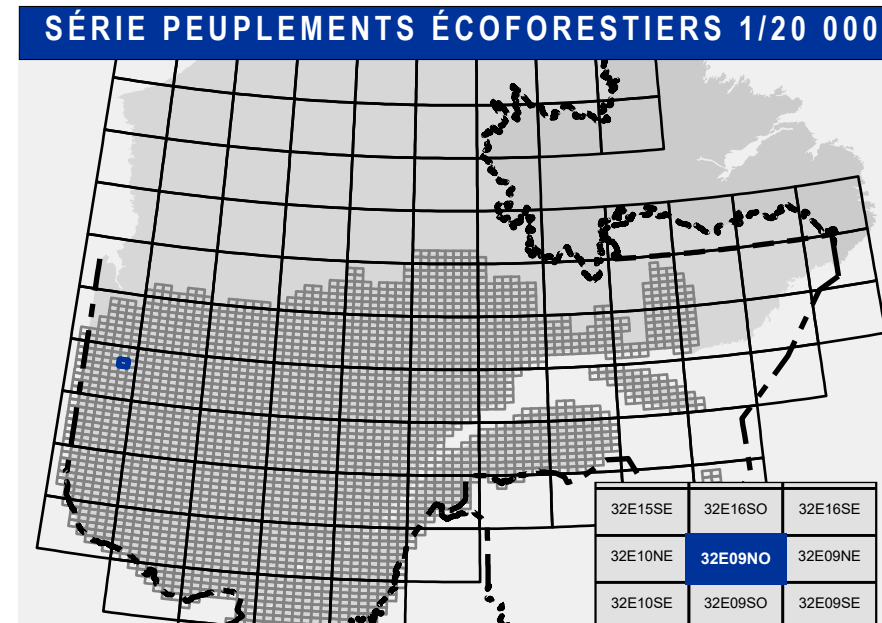 SÉRIE PEUPLEMENTS ÉCOFORESTIERS 1/20 000
32E15SE 32E16SO 32E16SE
32E10NE 32E09NO 32E09NE
32E10SE 32E09SO 32E09SE